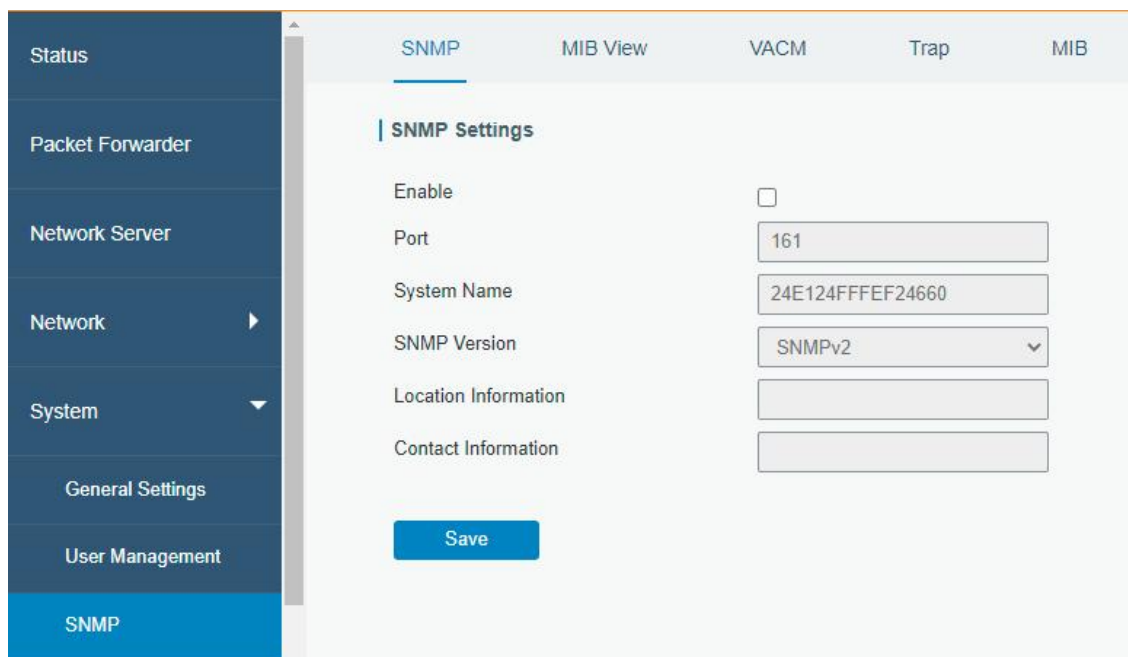 Status
Packet Forwarder
Network Server
Network
System
General Settings
User Management
SNMP
SNMP MIB View VACM Trap MIB
SNMP Settings
Enable
Port 161
System Name 24E124FFFEF24660
SNMP Version SNMPv2
Location Information
Contact Information
Save